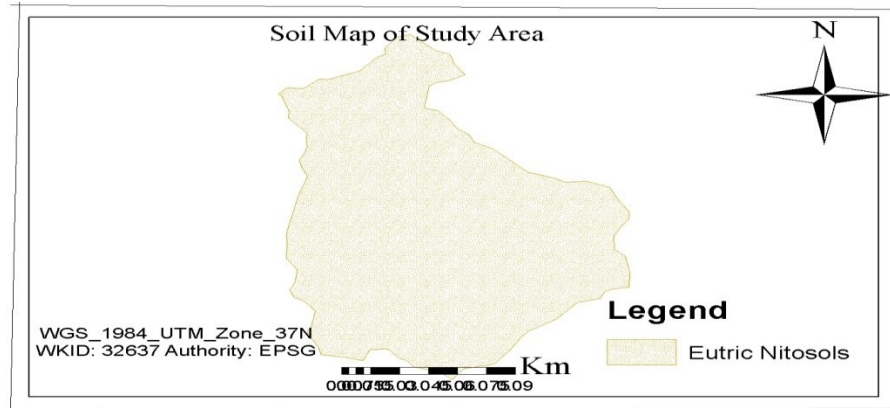 Soil Map of Study Area
N
Legend
Eutric Nitosols
WGS_1984_UTM_Zone_37N
WKID: 32637 Authority: EPSG
Km